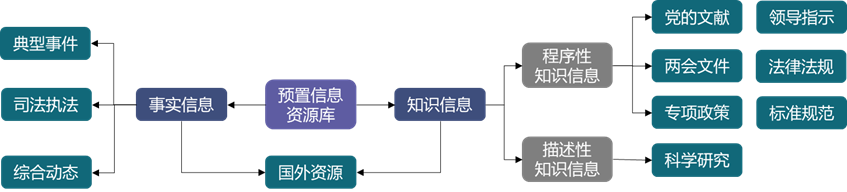 典型事件
司法执法
综合动态
事实信息
预置信息
资源库
国外资源
知识信息
程序性
知识信息
描述性
知识信息
党的文献
领导指示
两会文件
法律法规
专项政策
标准规范
科学研究